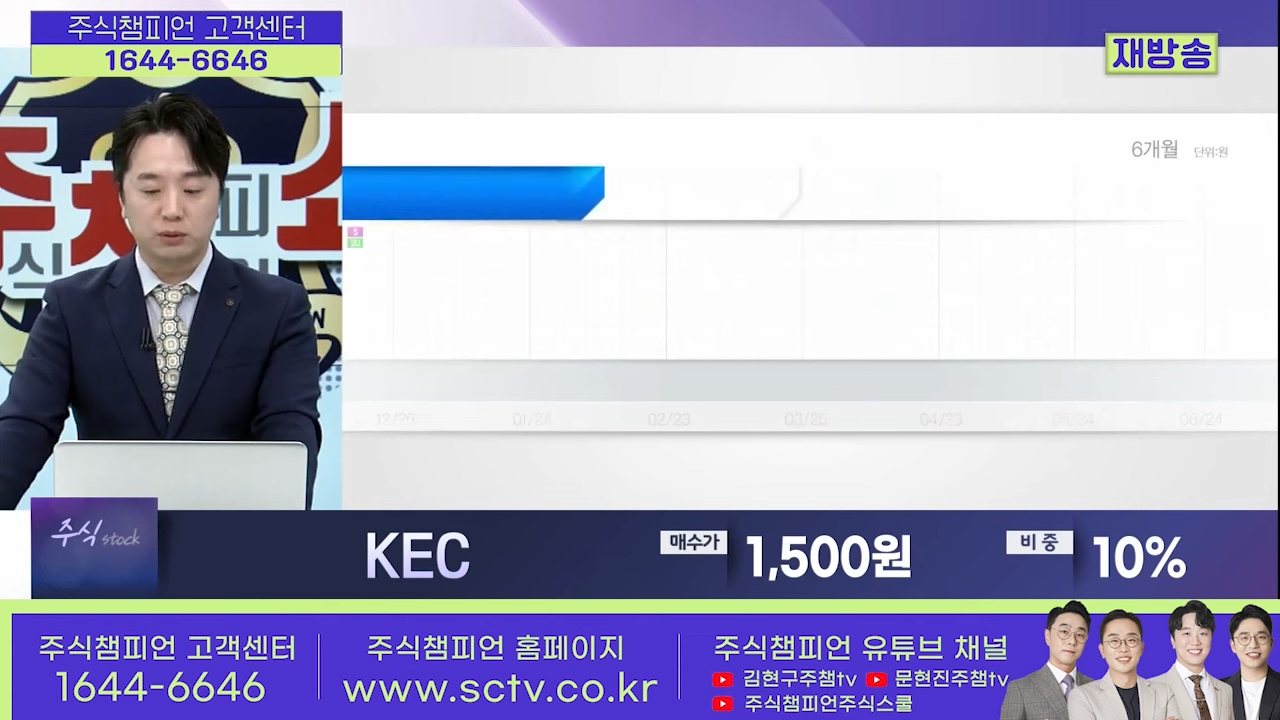 주식챔피언 고객센터
1644-6646
재방송
6개월 단위:원
5
12/26 01/24 02/23 03/26 04/23 05/24 06/24
주식 stock
KEC
매수가 1,500원
비중 10%
주식챔피언 고객센터
1644-6646
주식챔피언 홈페이지
www.sctv.co.kr
주식챔피언 유튜브 채널
김현구주챔tv 문현진주챔tv
주식챔피언주식스쿨